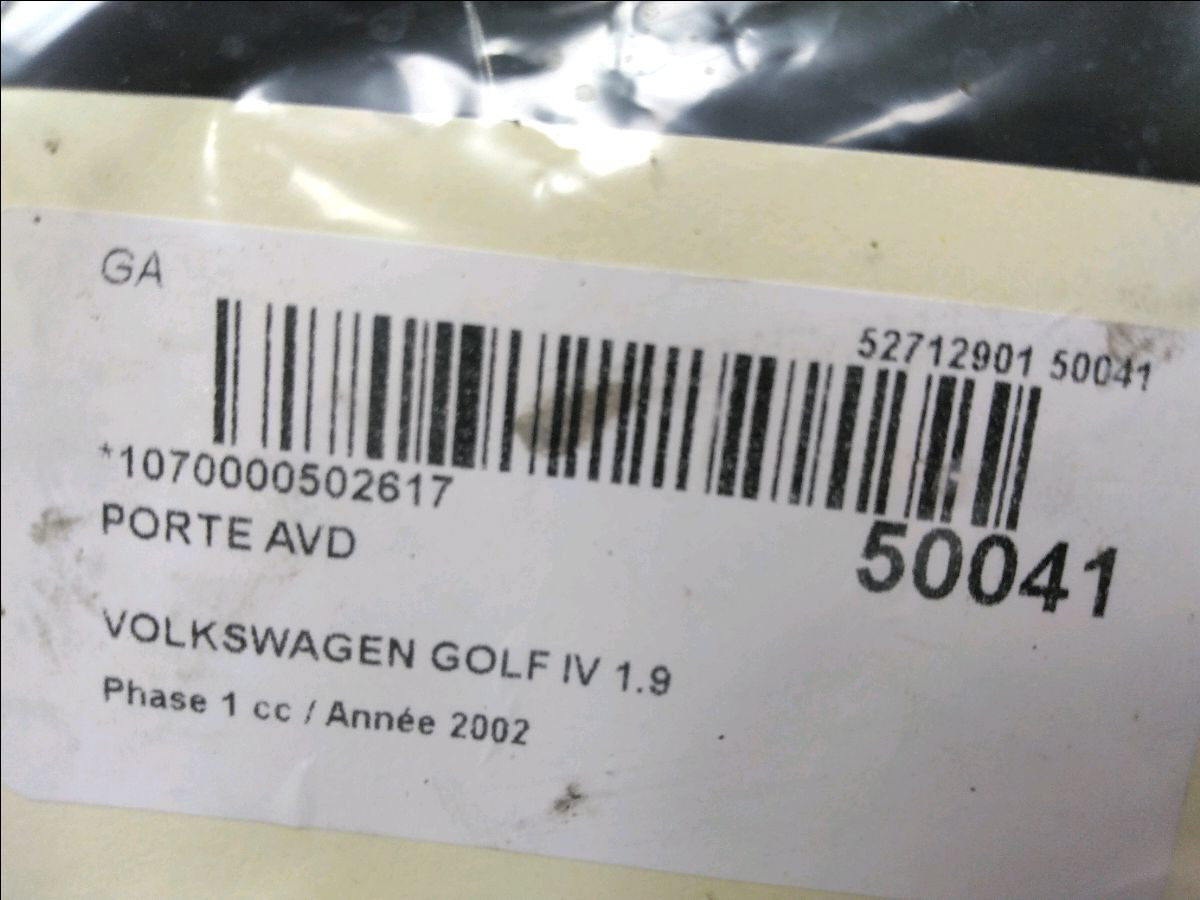 GA
52712901 50041
*1070000502617
PORTE AVD
50041
VOLKSWAGEN GOLF IV 1.9
Phase 1 cc / Année 2002